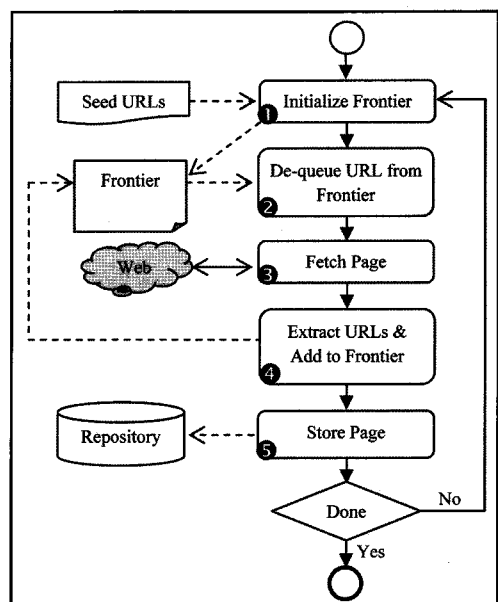 Seed URLs
Initialize Frontier
1
Frontier
De-queue URL from
Frontier
2
Web
Fetch Page
3
Extract URLs &
Add to Frontier
4
Repository
Store Page
5
Done
No
Yes